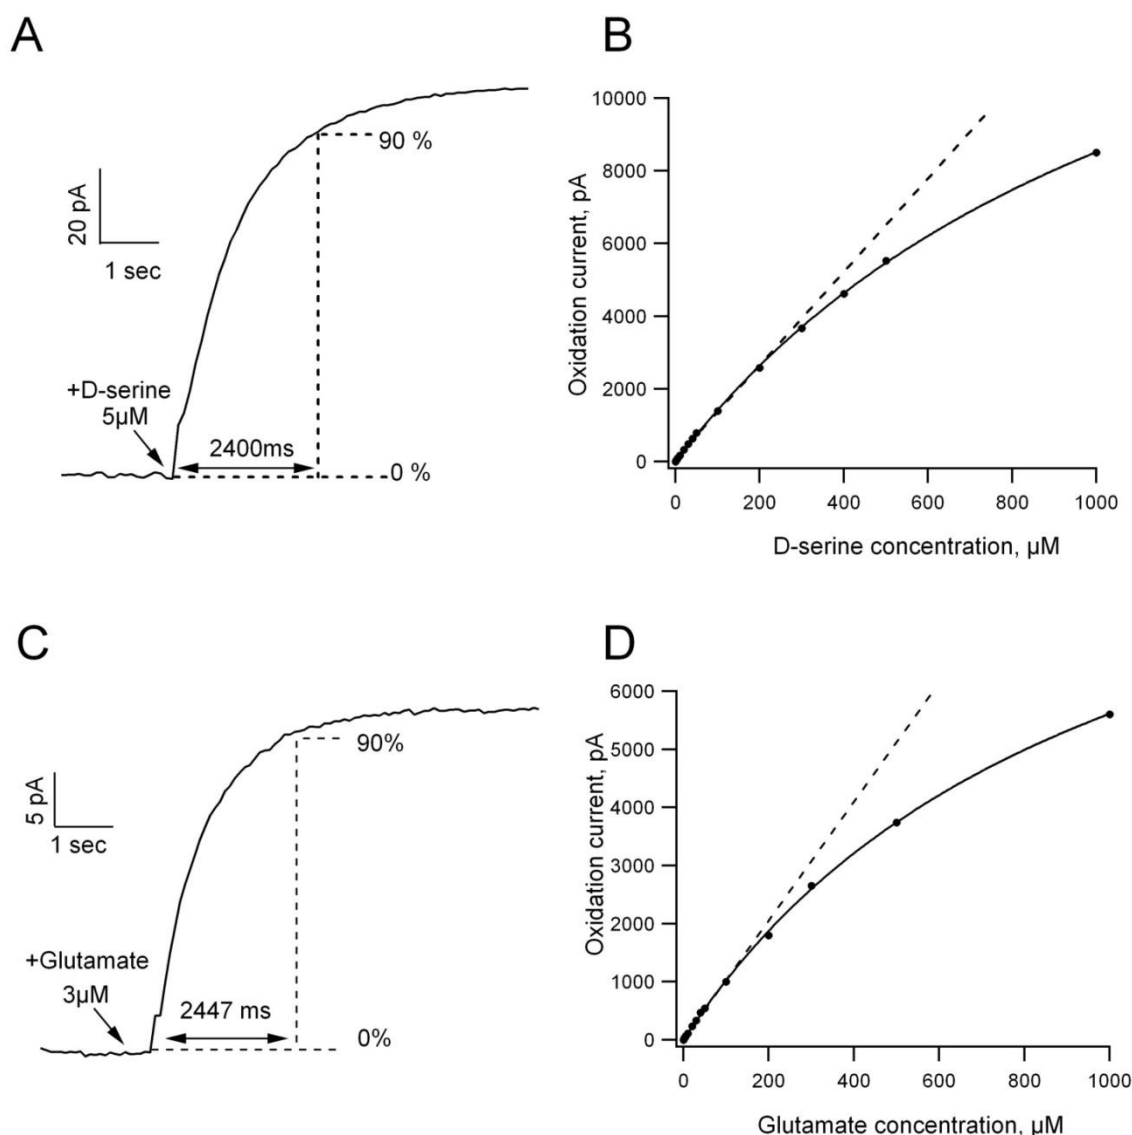 A
90 %
20 pA
1 sec
+D-serine
5µM
2400ms
0 %
B
10000
8000
6000
4000
2000
0
Oxidation current, pA
0 200 400 600 800 1000
D-serine concentration, µM
C
90%
5 pA
1 sec
+Glutamate
3µM
2447 ms
0%
D
6000
5000
4000
3000
2000
1000
0
Oxidation current, pA
0 200 400 600 800 1000
Glutamate concentration, µM